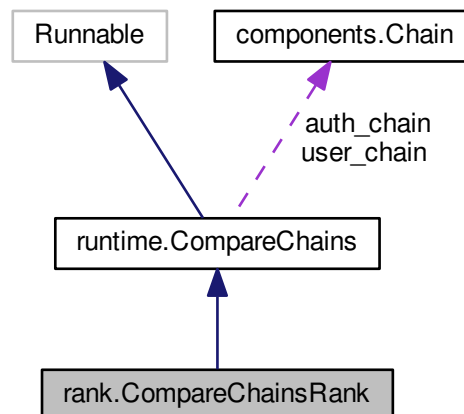 Runnable
components.Chain
auth_chain
user_chain
runtime.CompareChains
rank.CompareChainsRank